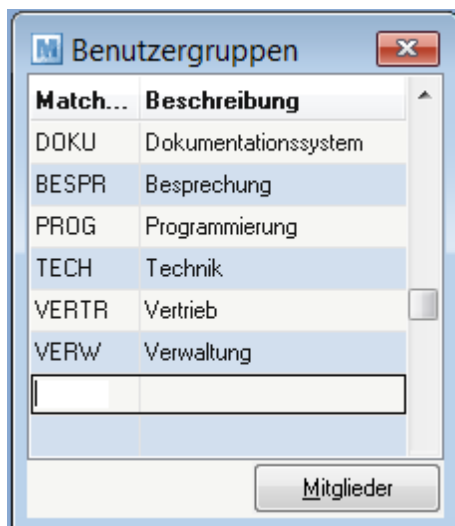 M Benutzergruppen
Match... Beschreibung
DOKU Dokumentationssystem
BESPR Besprechung
PROG Programmierung
TECH Technik
VERTR Vertrieb
VERW Verwaltung
Mitglieder